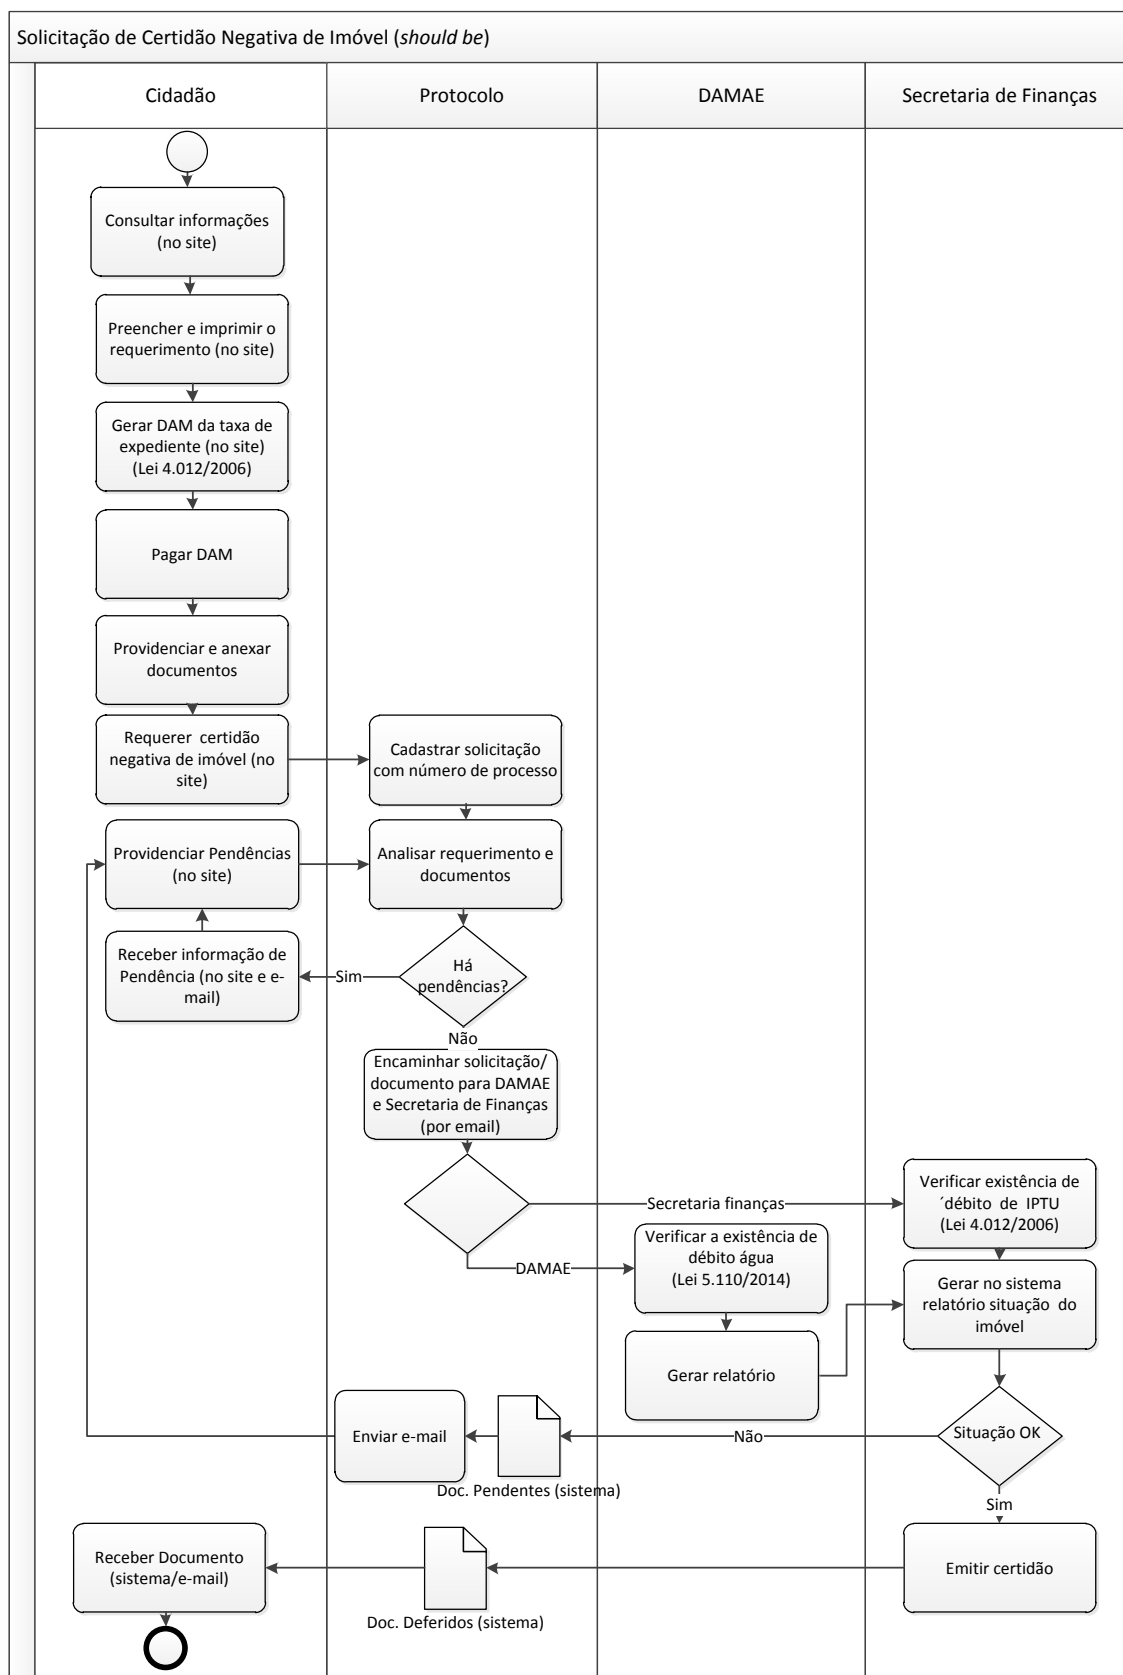 Solicitação de Certidão Negativa de Imóvel (should be)
Cidadão
Protocolo
DAMAE
Secretaria de Finanças
Consultar informações
(no site)
Preencher e imprimir o
requerimento (no site)
Gerar DAM da taxa de
expediente (no site)
(Lei 4.012/2006)
Pagar DAM
Providenciar e anexar
documentos
Requerer certidão
negativa de imóvel (no
site)
Cadastrar solicitação
com número de processo
Providenciar Pendências
(no site)
Analisar requerimento e
documentos
Receber informação de
Pendência (no site e e-
mail)
Sim
Há
pendências?
Não
Encaminhar solicitação/
documento para DAMAE
e Secretaria de Finanças
(por email)
Secretaria finanças
Verificar existência de
´débito de IPTU
(Lei 4.012/2006)
DAMAE
Verificar a existência de
débito água
(Lei 5.110/2014)
Gerar no sistema
relatório situação do
imóvel
Gerar relatório
Situação OK
Não
Enviar e-mail
Doc. Pendentes (sistema)
Sim
Emitir certidão
Receber Documento
(sistema/e-mail)
Doc. Deferidos (sistema)